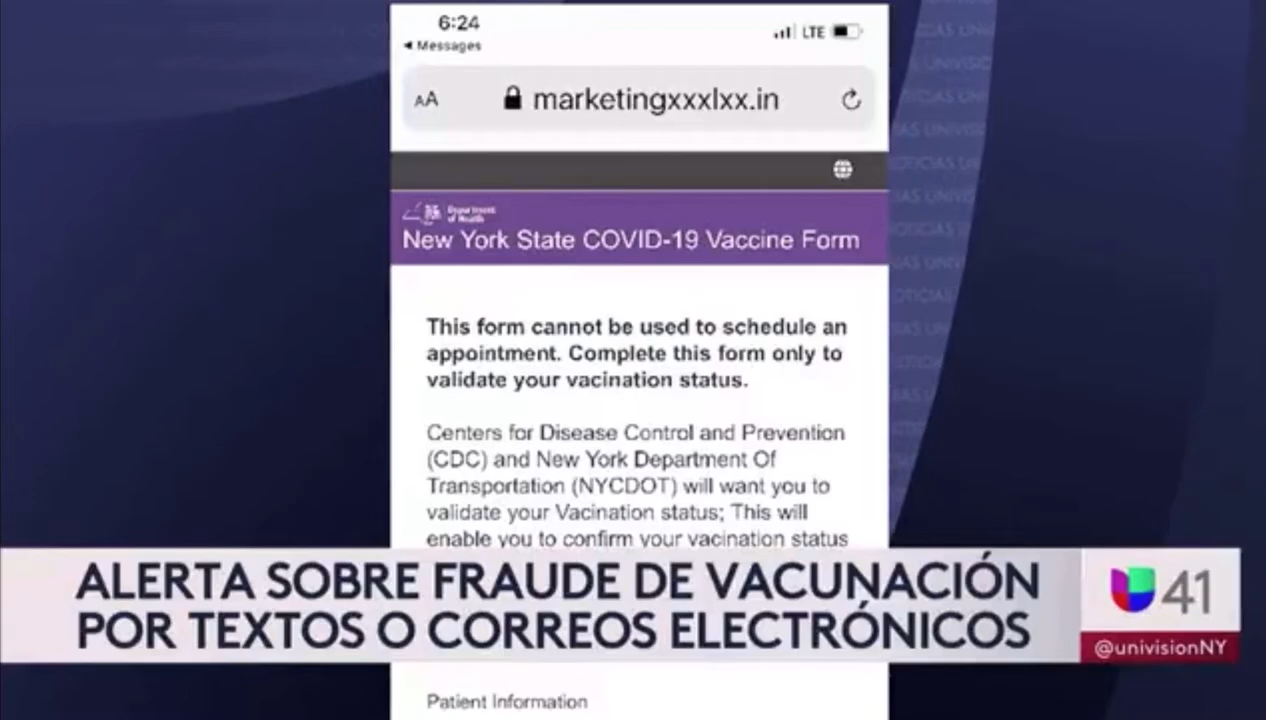 6:24
LTE
◄ Messages
AA
marketingxxxlxx.in
Department
of Health
New York State COVID-19 Vaccine Form
This form cannot be used to schedule an
appointment. Complete this form only to
validate your vacination status.
Centers for Disease Control and Prevention
(CDC) and New York Department Of
Transportation (NYCDOT) will want you to
validate your Vacination status; This will
enable you to confirm your vacination status
ALERTA SOBRE FRAUDE DE VACUNACIÓN
POR TEXTOS O CORREOS ELECTRÓNICOS
41
@univisionNY
Patient Information